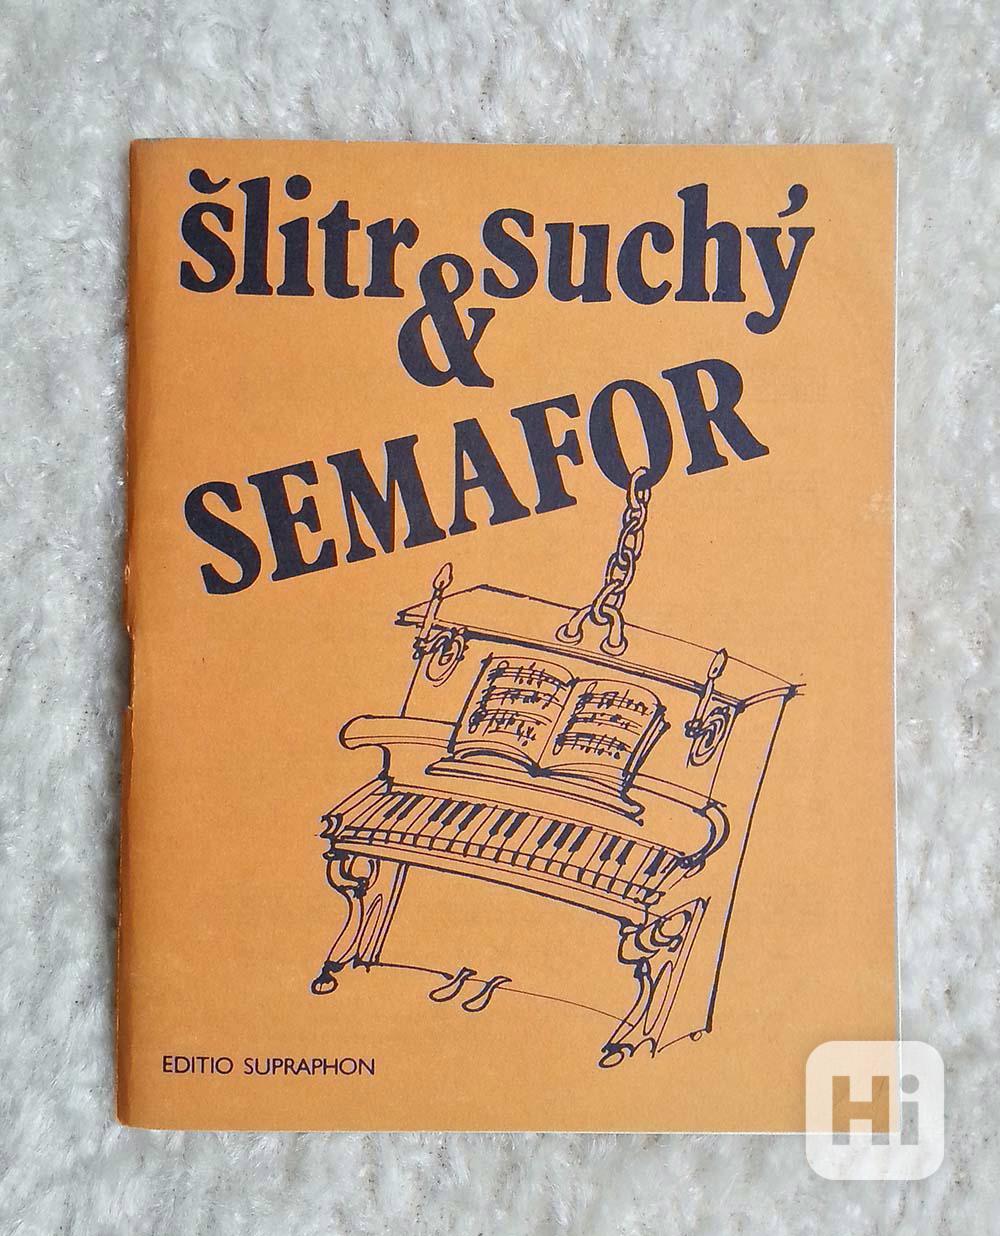 šlitr & suchý
SEMAFOR
EDITIO SUPRAPHON
Hi